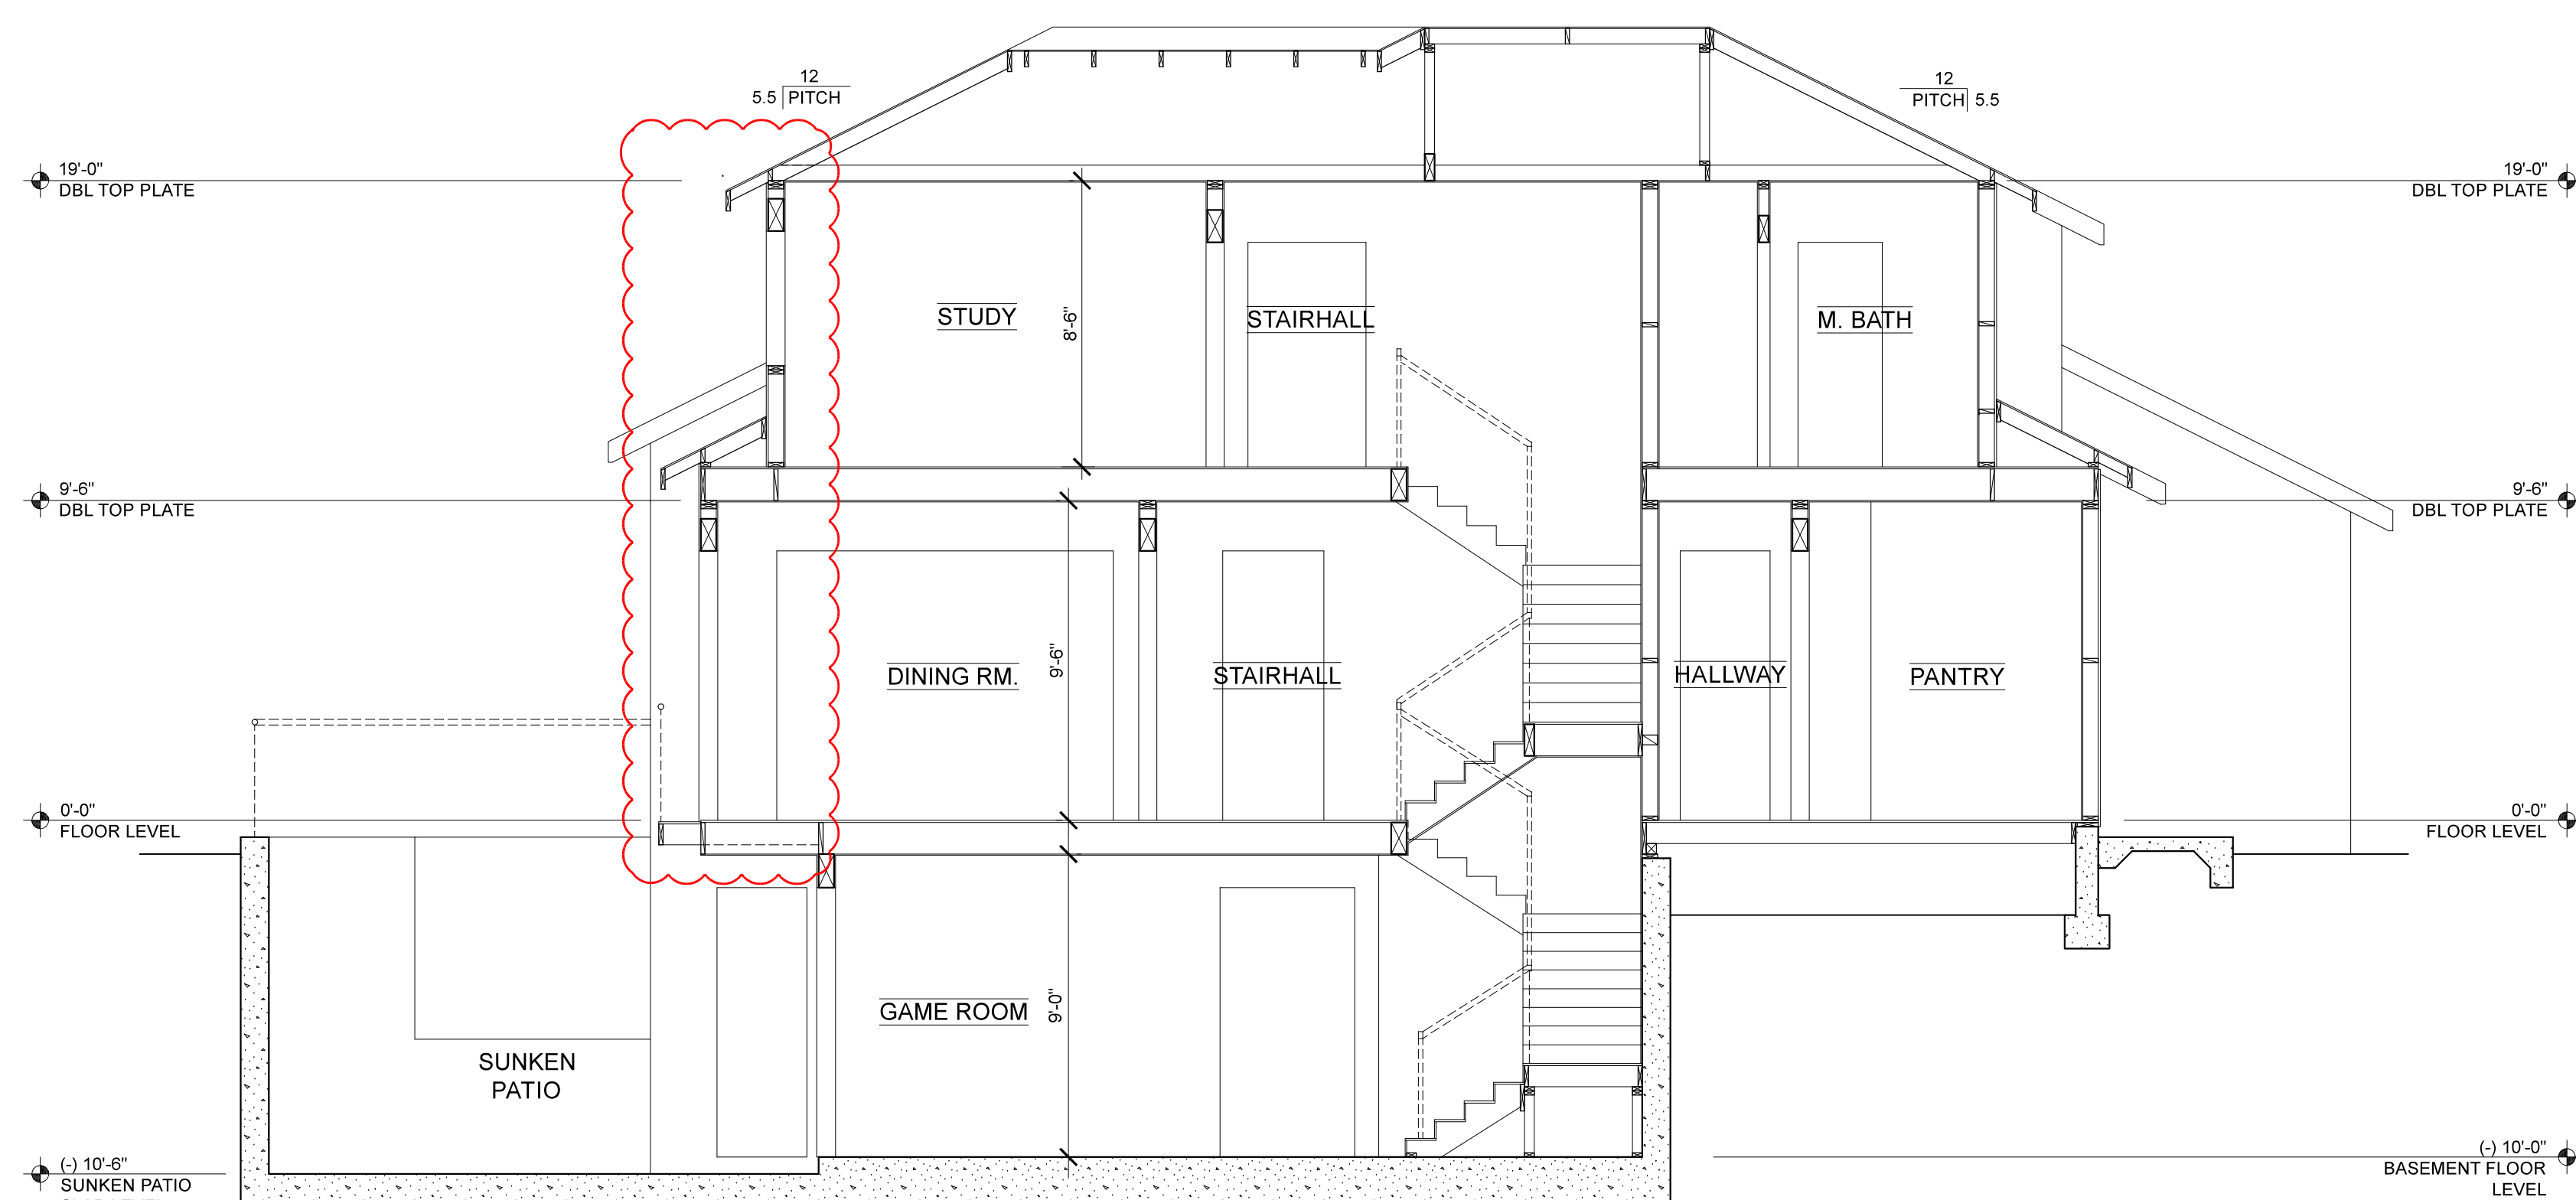 12
5.5 PITCH
12
PITCH 5.5
19'-0"
DBL TOP PLATE
19'-0"
DBL TOP PLATE
STUDY
8'-6"
STAIRHALL
M. BATH
9'-6"
DBL TOP PLATE
9'-6"
DBL TOP PLATE
DINING RM.
9'-6"
STAIRHALL
HALLWAY
PANTRY
0'-0"
FLOOR LEVEL
0'-0"
FLOOR LEVEL
GAME ROOM
9'-0"
SUNKEN
PATIO
(-) 10'-6"
SUNKEN PATIO
(-) 10'-0"
BASEMENT FLOOR
LEVEL